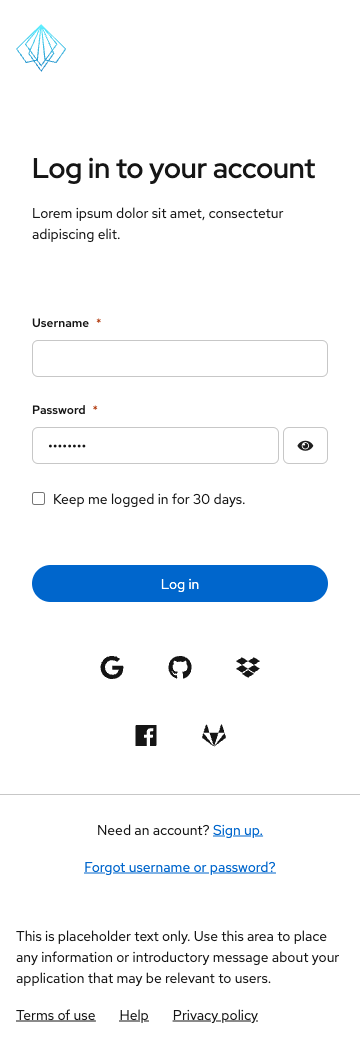 Log in to your account
Lorem ipsum dolor sit amet, consectetur
adipiscing elit.
Username *
Password *
••••••••
Keep me logged in for 30 days.
Log in
Need an account? Sign up.
Forgot username or password?
This is placeholder text only. Use this area to place
any information or introductory message about your
application that may be relevant to users.
Terms of use Help Privacy policy